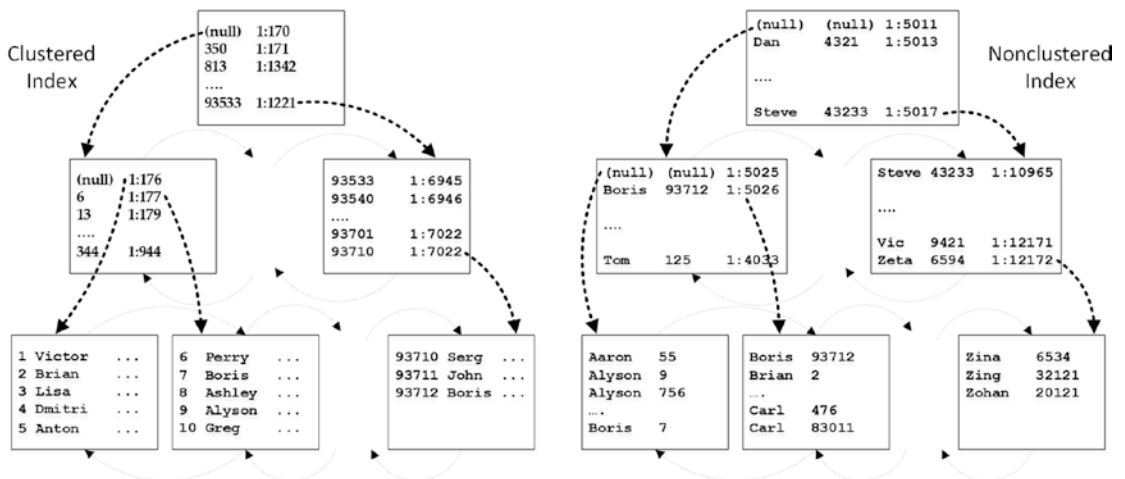 Clustered
Index
(null) 1:170
350 1:171
813 1:1342
....
93533 1:1221
(null) 1:176
6 1:177
13 1:179
....
344 1:944
93533 1:6945
93540 1:6946
....
93701 1:7022
93710 1:7022
1 Victor ...
2 Brian ...
3 Lisa ...
4 Dmitri ...
5 Anton ...
6 Perry ...
7 Boris ...
8 Ashley ...
9 Alyson ...
10 Greg ...
93710 Serg ...
93711 John ...
93712 Boris ...
Nonclustered
Index
(null) (null) 1:5011
Dan 4321 1:5013
....
Steve 43233 1:5017
(null) (null) 1:5025
Boris 93712 1:5026
....
Tom 125 1:4033
Steve 43233 1:10965
....
Vic 9421 1:12171
Zeta 6594 1:12172
Aaron 55
Alyson 9
Alyson 756
....
Boris 7
Boris 93712
Brian 2
....
Carl 476
Carl 83011
Zina 6534
Zing 32121
Zohan 20121